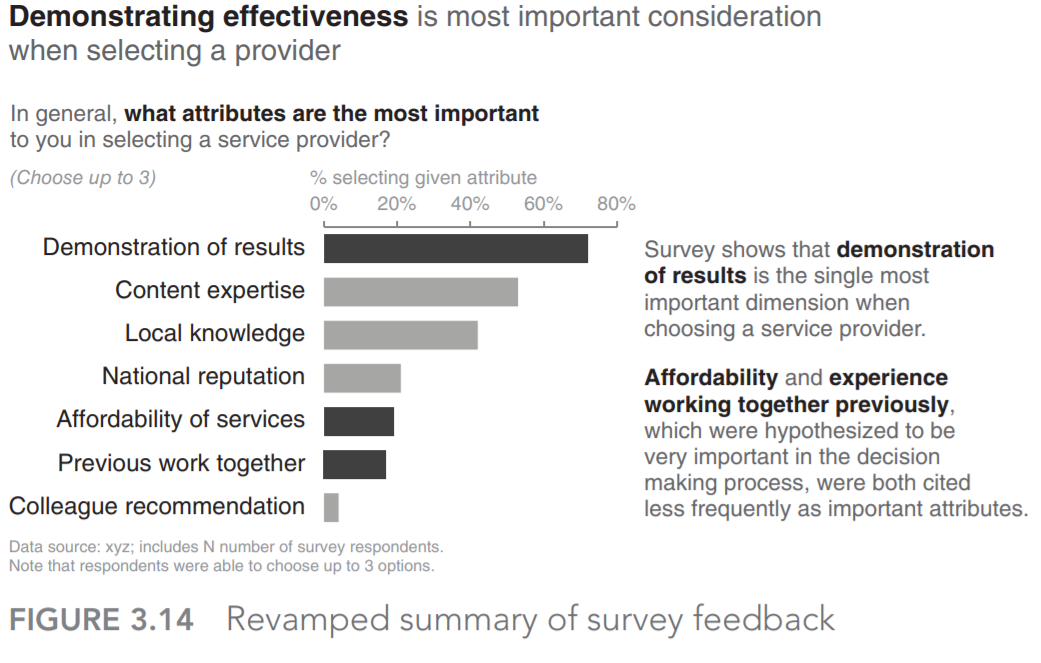 Demonstrating effectiveness is most important consideration
when selecting a provider
In general, what attributes are the most important
to you in selecting a service provider?
(Choose up to 3)
% selecting given attribute
0% 20% 40% 60% 80%
Demonstration of results
Content expertise
Local knowledge
National reputation
Affordability of services
Previous work together
Colleague recommendation
Survey shows that demonstration
of results is the single most
important dimension when
choosing a service provider.
Affordability and experience
working together previously,
which were hypothesized to be
very important in the decision
making process, were both cited
less frequently as important attributes.
Data source: xyz; includes N number of survey respondents.
Note that respondents were able to choose up to 3 options.
FIGURE 3.14 Revamped summary of survey feedback